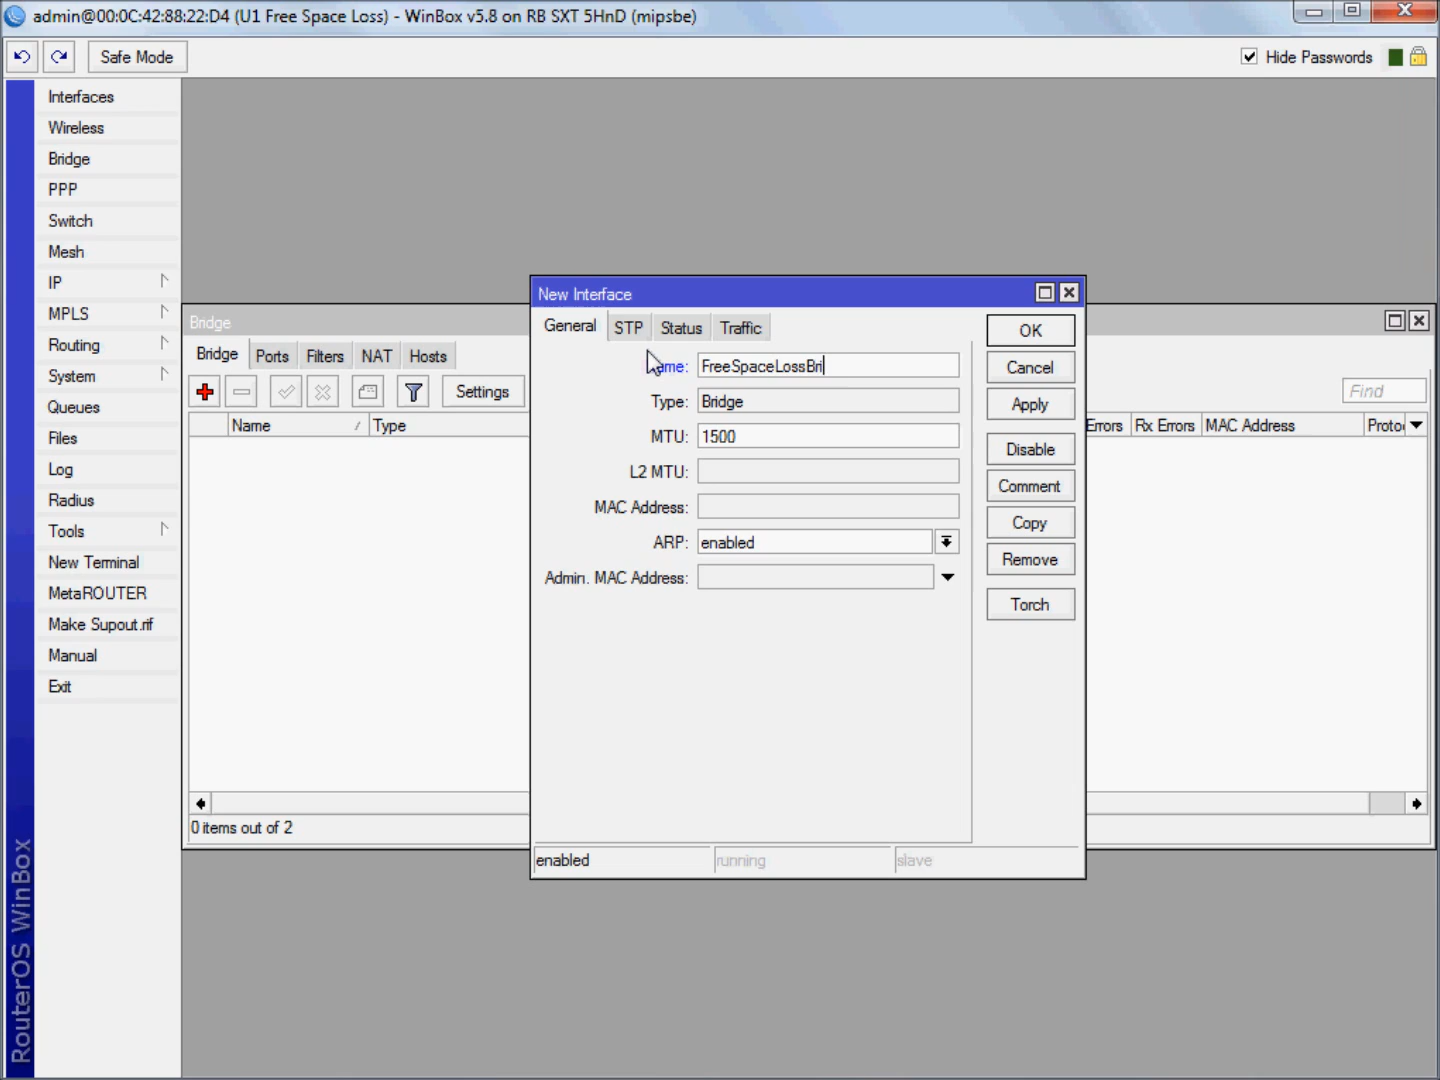 admin@00:0C:42:88:22:D4 (U1 Free Space Loss) - WinBox v5.8 on RB SXT 5HnD (mipsbe)
Safe Mode
Hide Passwords
Interfaces
Wireless
Bridge
PPP
Switch
Mesh
IP
MPLS
Routing
System
Queues
Files
Log
Radius
Tools
New Terminal
MetaROUTER
Make Supout.rif
Manual
Exit
RouterOS WinBox
Bridge
Bridge Ports Filters NAT Hosts
Settings
Find
Name Type
Errors Rx Errors MAC Address
0 items out of 2
New Interface
General STP Status Traffic
FreeSpaceLossBri
Type: Bridge
MTU: 1500
L2 MTU:
MAC Address:
ARP: enabled
Admin. MAC Address:
OK
Cancel
Apply
Disable
Comment
Copy
Remove
Torch
enabled running slave